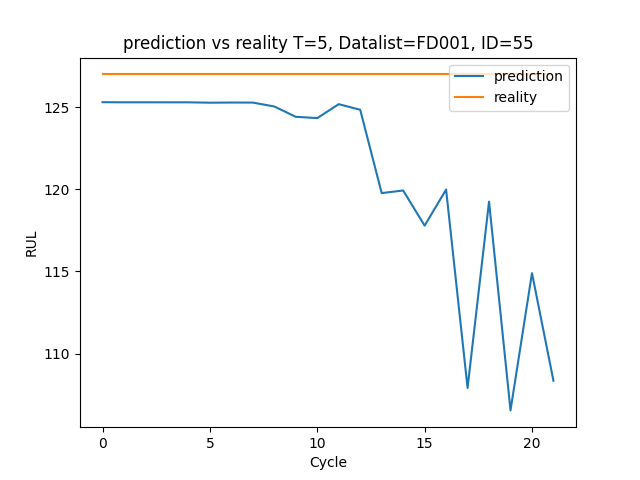 prediction vs reality T=5, Datalist=FD001, ID=55
prediction
reality
125
120
115
110
RUL
0 5 10 15 20
Cycle